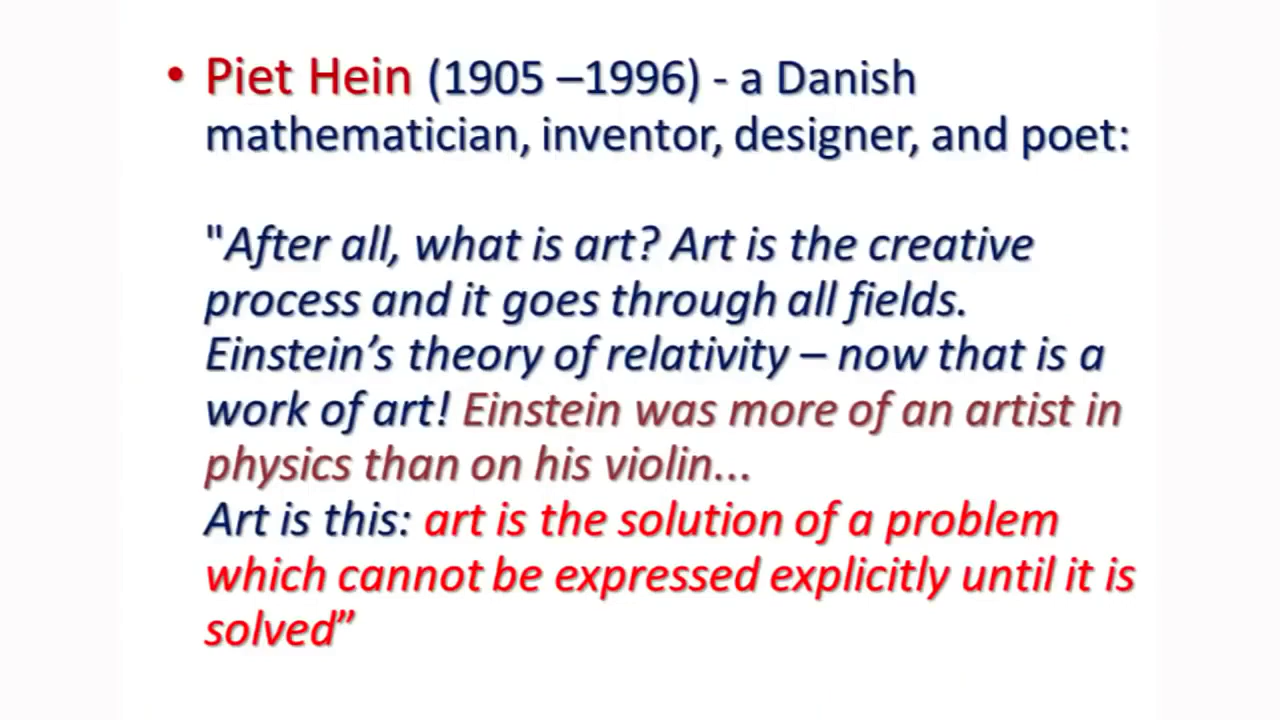 • Piet Hein (1905 –1996) - a Danish
mathematician, inventor, designer, and poet:
"After all, what is art? Art is the creative
process and it goes through all fields.
Einstein’s theory of relativity – now that is a
work of art! Einstein was more of an artist in
physics than on his violin...
Art is this: art is the solution of a problem
which cannot be expressed explicitly until it is
solved”